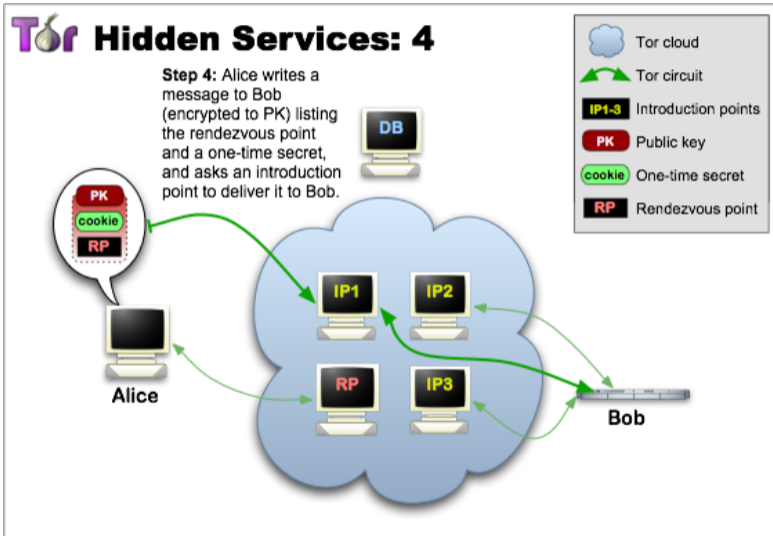 Tor Hidden Services: 4
Step 4: Alice writes a
message to Bob
(encrypted to PK) listing
the rendezvous point
and a one-time secret,
and asks an introduction
point to deliver it to Bob.
DB
Tor cloud
Tor circuit
IP1-3 Introduction points
PK Public key
cookie One-time secret
RP Rendezvous point
PK
cookie
RP
IP1
IP2
RP
IP3
Alice
Bob